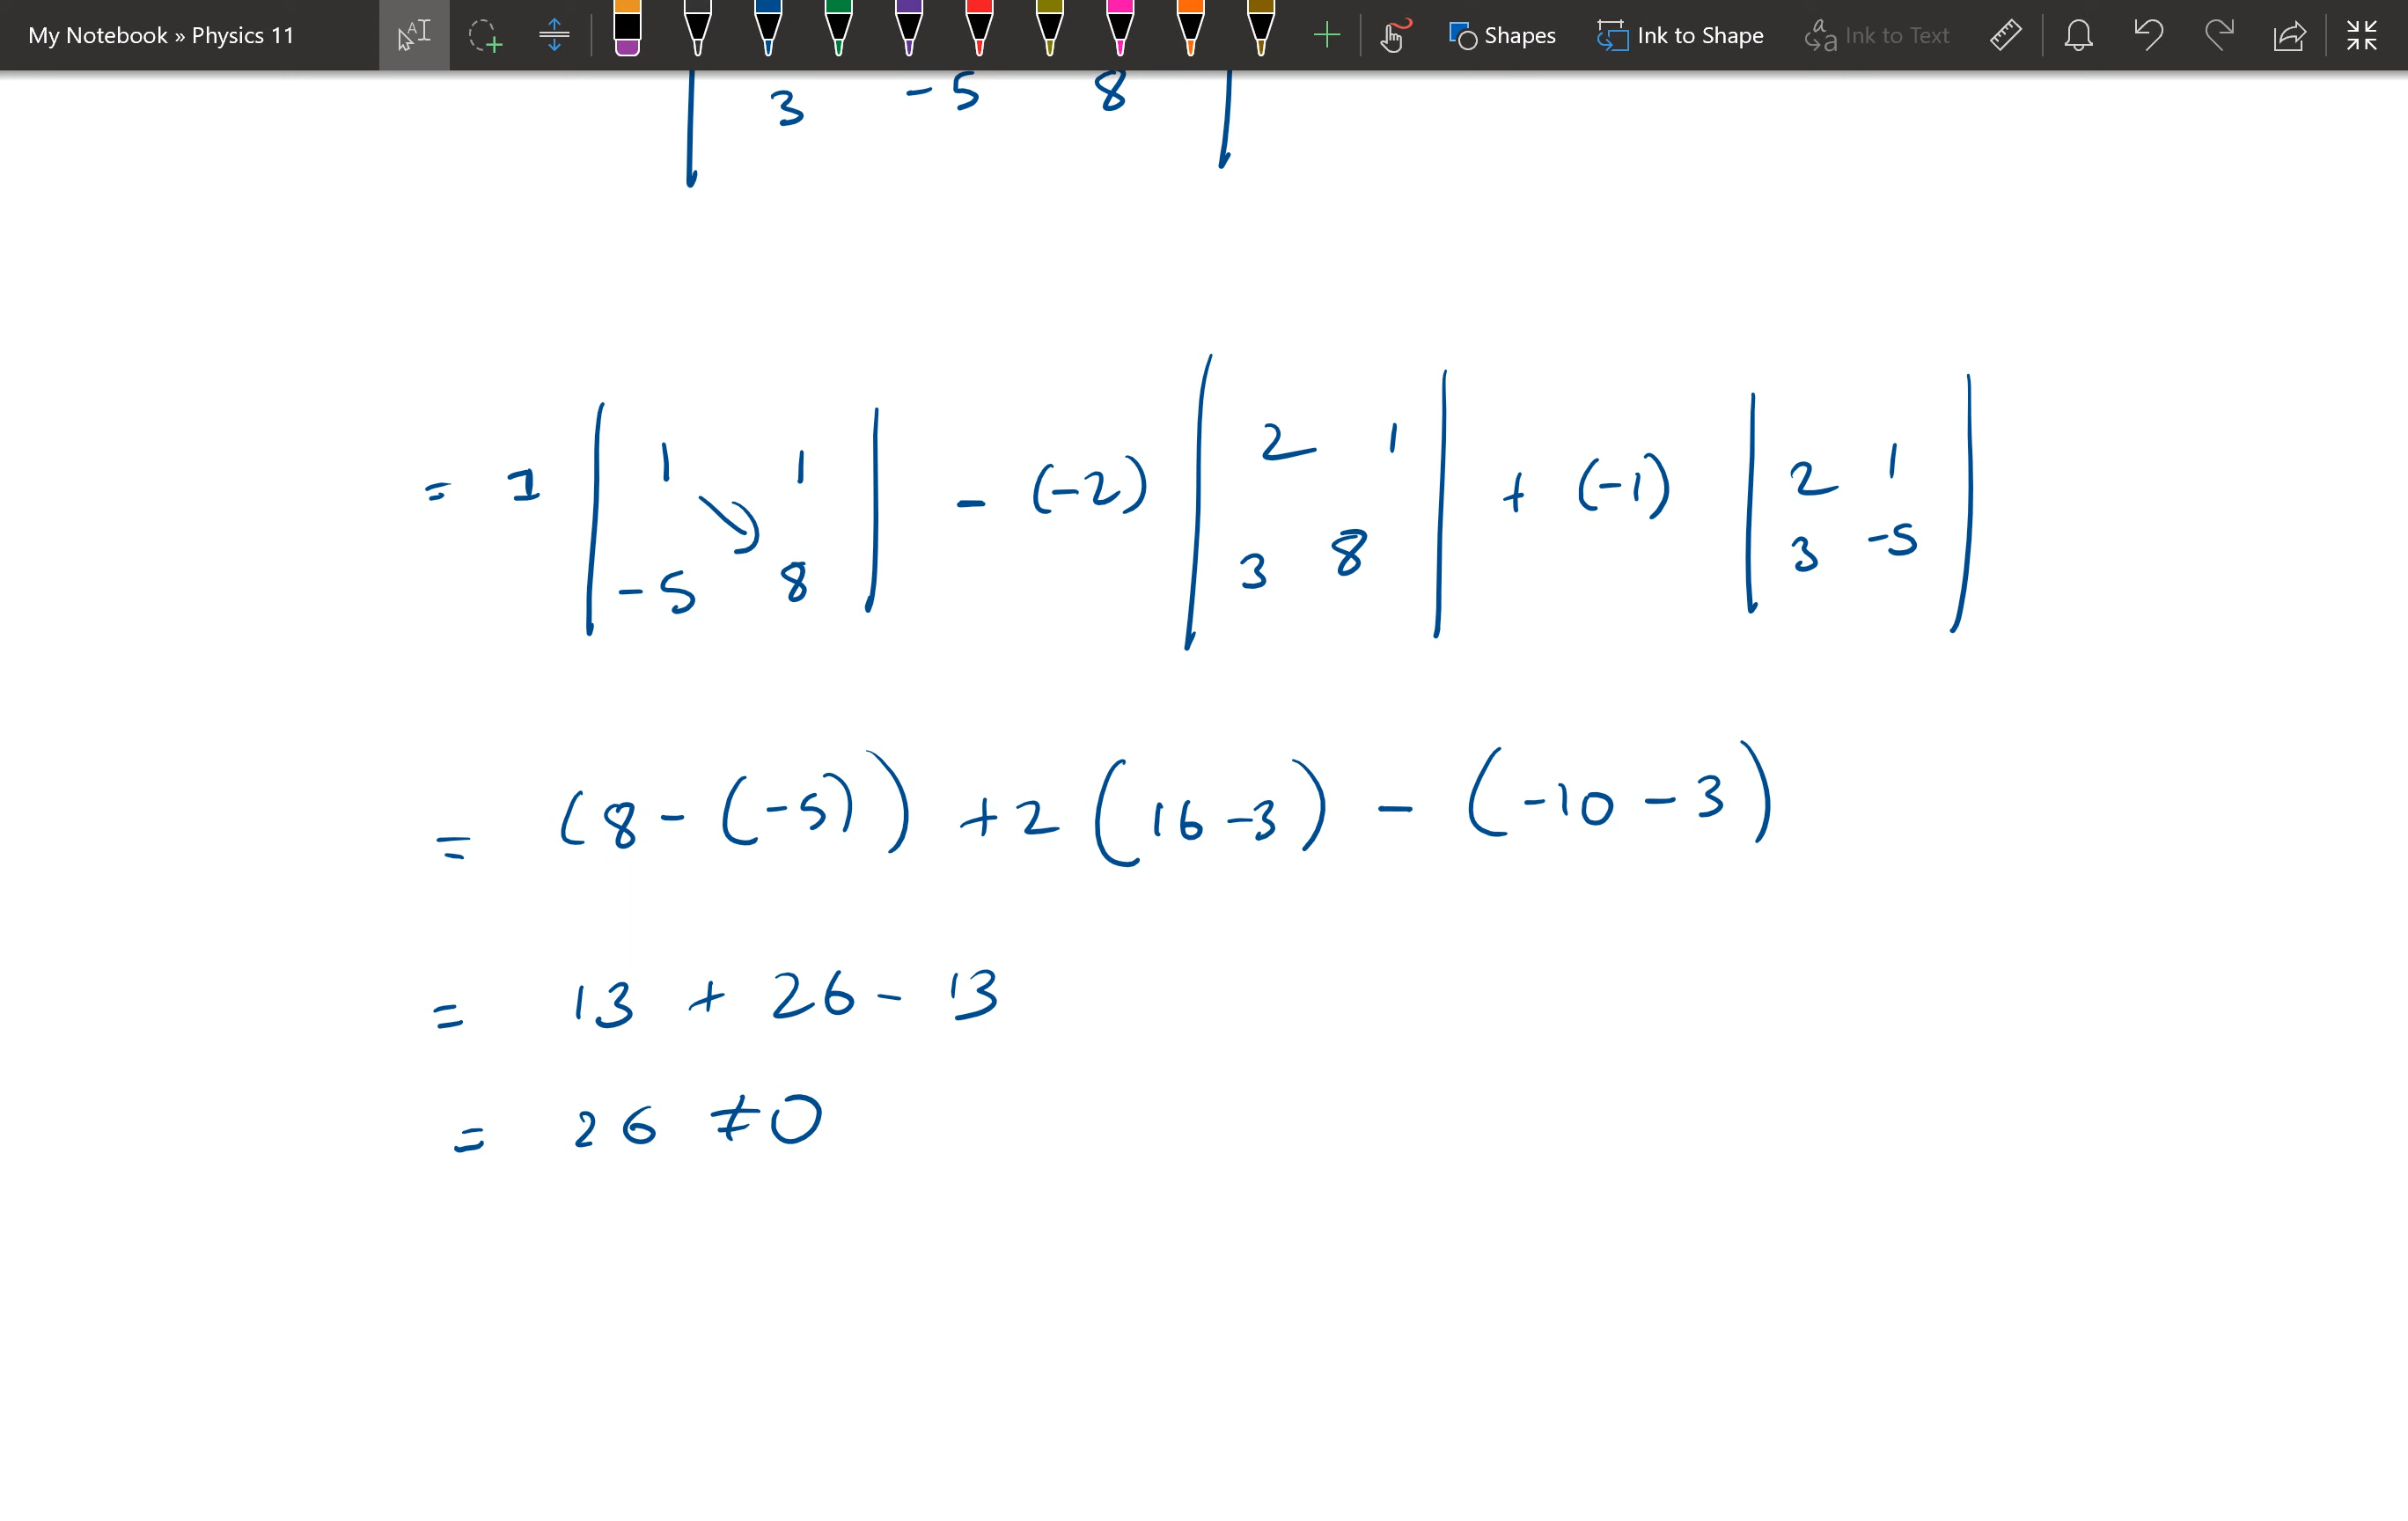 My Notebook » Physics 11 Shapes Ink to Shape Ink to Text
3 -5 8
= 1 | 1 1 | - (-2) | 2 1 | + (-1) | 2 1 |
-5 8 3 8 3 -5
= (8 - (-5)) + 2 (16 - 3) - (-10 - 3)
= 13 + 26 - 13
= 26 ≠ 0